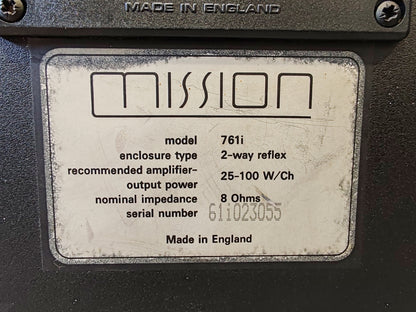 MADE IN ENGLAND
mission
model 761i
enclosure type 2-way reflex
recommended amplifier-
output power 25-100 W/Ch
nominal impedance 8 Ohms
serial number 61i023055
Made in England